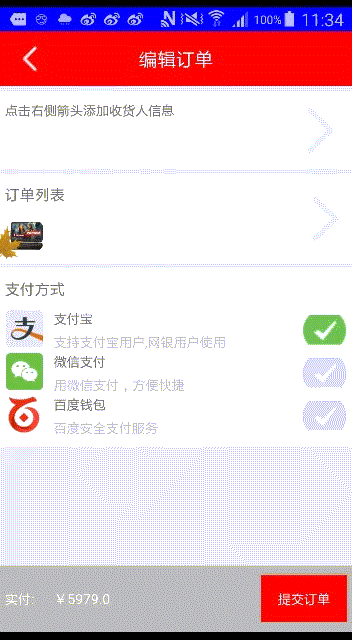 100% 11:34
编辑订单
点击右侧箭头添加收货人信息
订单列表
支付方式
支付宝
支持支付宝用户,网银用户使用
微信支付
用微信支付，方便快捷
百度钱包
百度安全支付服务
实付: ￥5979.0
提交订单